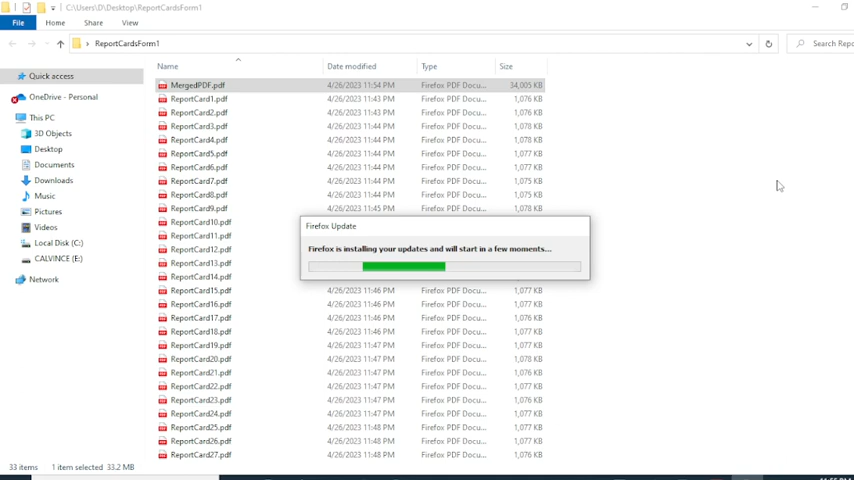 C:\Users\D\Desktop\ReportCardsForm1
File Home Share View
ReportCardsForm1
Search Repo
Name Date modified Type Size
Quick access
OneDrive - Personal
This PC
3D Objects
Desktop
Documents
Downloads
Music
Pictures
Videos
Local Disk (C:)
CALVINCE (E:)
Network
MergedPDF.pdf 4/26/2023 11:54 PM Firefox PDF Docu... 34,005 KB
ReportCard1.pdf 4/26/2023 11:43 PM Firefox PDF Docu... 1,076 KB
ReportCard2.pdf 4/26/2023 11:43 PM Firefox PDF Docu... 1,076 KB
ReportCard3.pdf 4/26/2023 11:44 PM Firefox PDF Docu... 1,078 KB
ReportCard4.pdf 4/26/2023 11:44 PM Firefox PDF Docu... 1,078 KB
ReportCard5.pdf 4/26/2023 11:44 PM Firefox PDF Docu... 1,077 KB
ReportCard6.pdf 4/26/2023 11:44 PM Firefox PDF Docu... 1,077 KB
ReportCard7.pdf 4/26/2023 11:44 PM Firefox PDF Docu... 1,075 KB
ReportCard8.pdf 4/26/2023 11:44 PM Firefox PDF Docu... 1,075 KB
ReportCard9.pdf 4/26/2023 11:45 PM Firefox PDF Docu... 1,078 KB
ReportCard10.pdf
ReportCard11.pdf
ReportCard12.pdf
ReportCard13.pdf
ReportCard14.pdf
Firefox Update
Firefox is installing your updates and will start in a few moments...
ReportCard15.pdf 4/26/2023 11:46 PM Firefox PDF Docu... 1,077 KB
ReportCard16.pdf 4/26/2023 11:46 PM Firefox PDF Docu... 1,077 KB
ReportCard17.pdf 4/26/2023 11:46 PM Firefox PDF Docu... 1,076 KB
ReportCard18.pdf 4/26/2023 11:46 PM Firefox PDF Docu... 1,077 KB
ReportCard19.pdf 4/26/2023 11:47 PM Firefox PDF Docu... 1,077 KB
ReportCard20.pdf 4/26/2023 11:47 PM Firefox PDF Docu... 1,078 KB
ReportCard21.pdf 4/26/2023 11:47 PM Firefox PDF Docu... 1,076 KB
ReportCard22.pdf 4/26/2023 11:47 PM Firefox PDF Docu... 1,077 KB
ReportCard23.pdf 4/26/2023 11:47 PM Firefox PDF Docu... 1,076 KB
ReportCard24.pdf 4/26/2023 11:47 PM Firefox PDF Docu... 1,077 KB
ReportCard25.pdf 4/26/2023 11:48 PM Firefox PDF Docu... 1,077 KB
ReportCard26.pdf 4/26/2023 11:48 PM Firefox PDF Docu... 1,077 KB
ReportCard27.pdf 4/26/2023 11:48 PM Firefox PDF Docu... 1,076 KB
33 items 1 item selected 33.2 MB